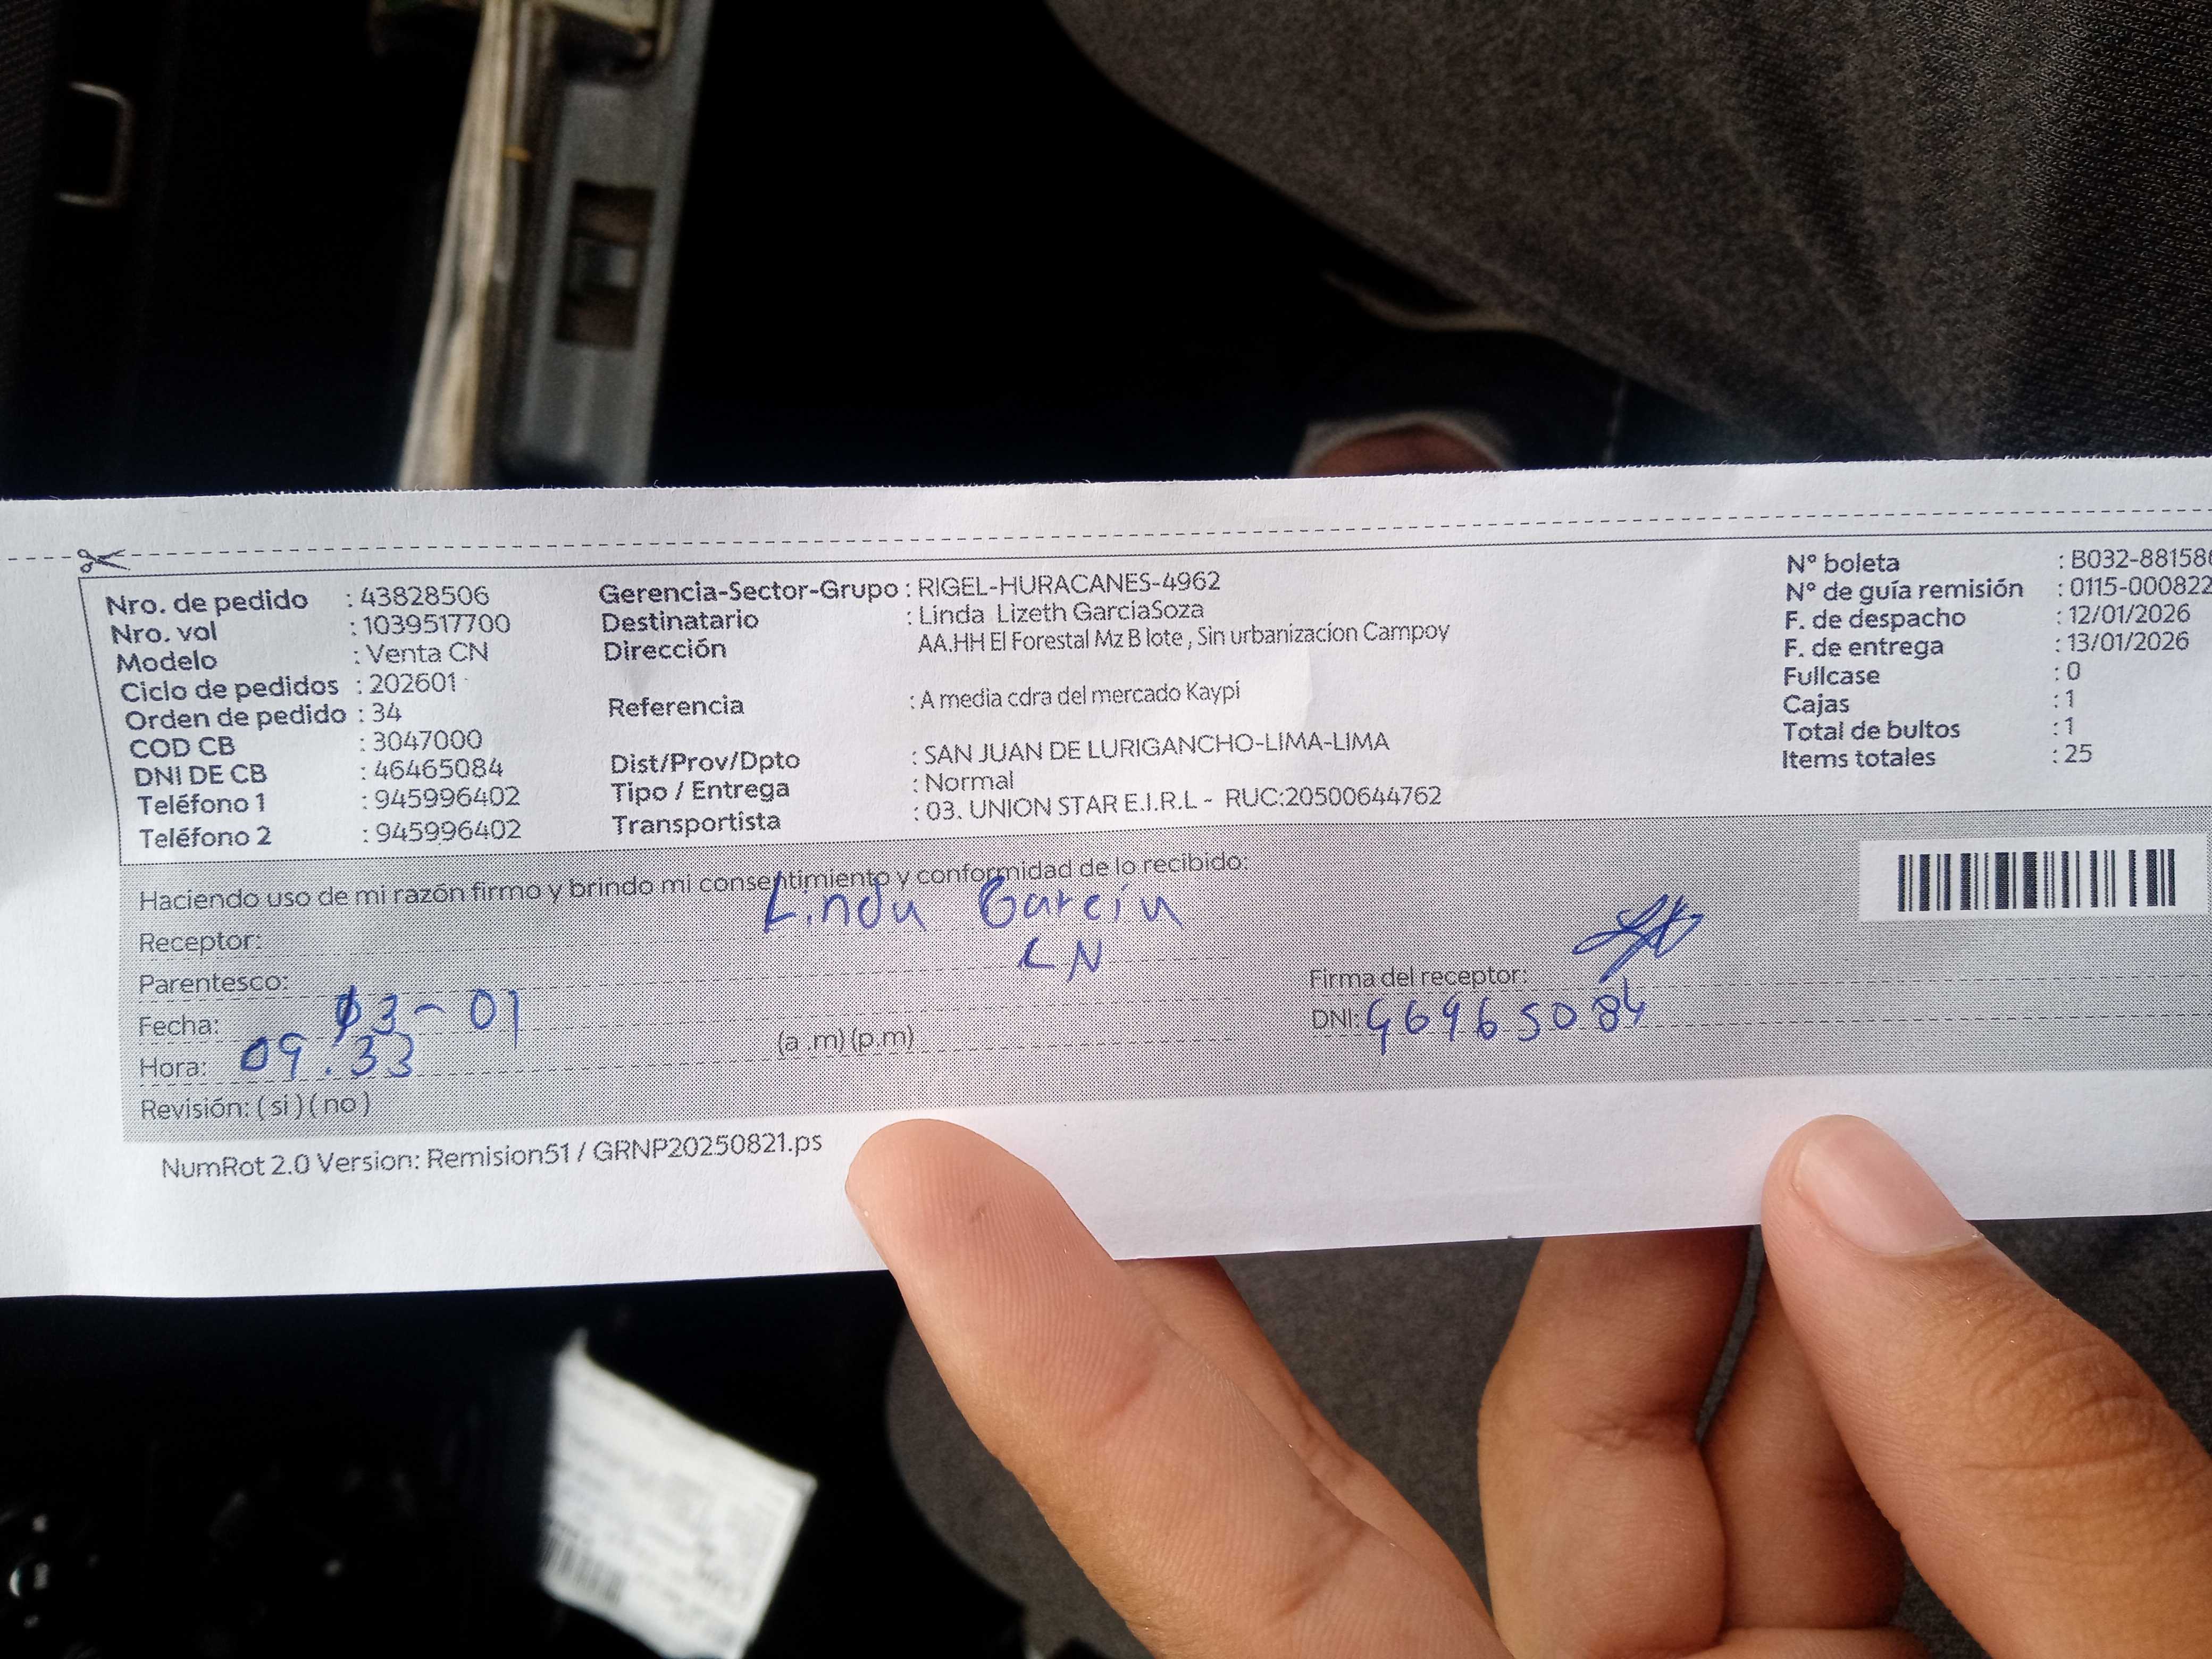 Nro. de pedido : 43828506
Nro. vol : 1039517700
Modelo : Venta CN
Ciclo de pedidos : 202601
Orden de pedido : 34
COD CB : 3047000
DNI DE CB : 46465084
Teléfono 1 : 945996402
Teléfono 2 : 945996402
Gerencia-Sector-Grupo : RIGEL-HURACANES-4962
Destinatario : Linda Lizeth GarciaSoza
Dirección AA.HH El Forestal Mz B lote , Sin urbanizacion Campoy
Referencia : A media cdra del mercado Kaypi
Dist/Prov/Dpto : SAN JUAN DE LURIGANCHO-LIMA-LIMA
Tipo / Entrega : Normal
Transportista : 03. UNION STAR E.I.R.L - RUC:20500644762
N° boleta : B032-88158
N° de guía remisión : 0115-000822
F. de despacho : 12/01/2026
F. de entrega : 13/01/2026
Fullcase : 0
Cajas : 1
Total de bultos : 1
Items totales : 25
Haciendo uso de mi razón firmo y brindo mi consentimiento y conformidad de lo recibido:
Receptor: Linda García
Parentesco: CN
Fecha: 13-01
Hora: 09:33 (a .m) (p.m)
Revisión: ( si ) ( no )
Firma del receptor:
DNI: 46465084
NumRot 2.0 Version: Remision51 / GRNP20250821.ps